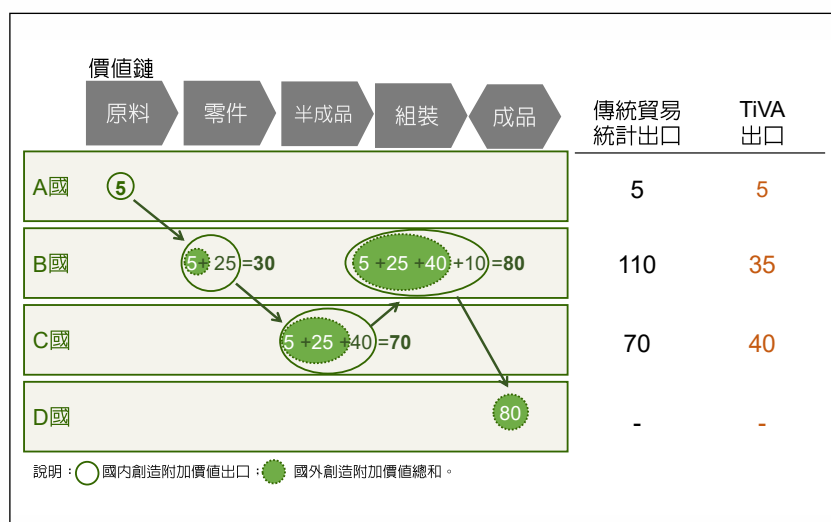 價值鏈
原料 零件 半成品 組裝 成品
傳統貿易 統計出口
TiVA 出口
A國 5 5 5
B國 5+ 25=30 5 +25 +40 +10=80 110 35
C國 5 +25 +40=70 70 40
D國 80 - -
說明：國內創造附加價值出口；國外創造附加價值總和。